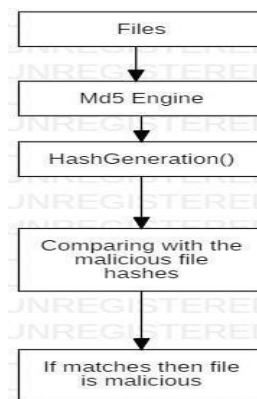 Files
Md5 Engine
HashGeneration()
Comparing with the
malicious file
hashes
If matches then file
is malicious